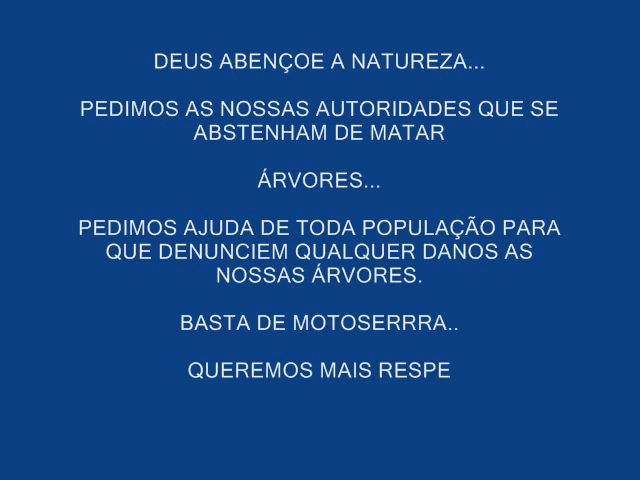 DEUS ABENÇOE A NATUREZA...
PEDIMOS AS NOSSAS AUTORIDADES QUE SE
ABSTENHAM DE MATAR
ÁRVORES...
PEDIMOS AJUDA DE TODA POPULAÇÃO PARA
QUE DENUNCIEM QUALQUER DANOS AS
NOSSAS ÁRVORES.
BASTA DE MOTOSERRRA..
QUEREMOS MAIS RESPE